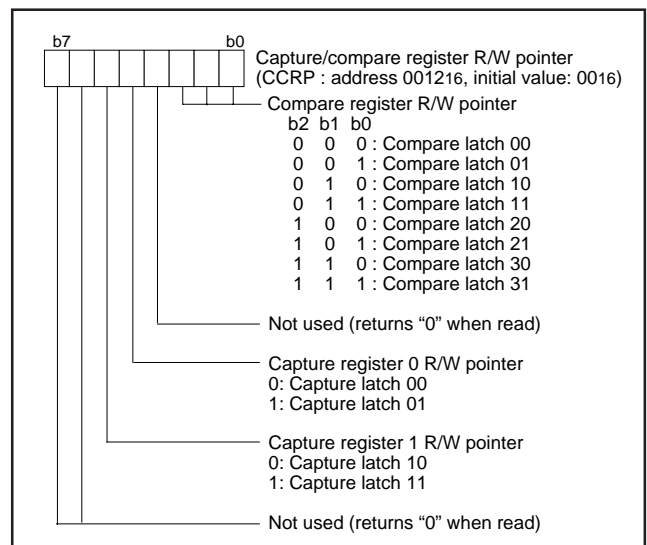 b7 b0
Capture/compare register R/W pointer
(CCRP : address 001216, initial value: 0016)
Compare register R/W pointer
b2 b1 b0
0 0 0 : Compare latch 00
0 0 1 : Compare latch 01
0 1 0 : Compare latch 10
0 1 1 : Compare latch 11
1 0 0 : Compare latch 20
1 0 1 : Compare latch 21
1 1 0 : Compare latch 30
1 1 1 : Compare latch 31
Not used (returns “0” when read)
Capture register 0 R/W pointer
0: Capture latch 00
1: Capture latch 01
Capture register 1 R/W pointer
0: Capture latch 10
1: Capture latch 11
Not used (returns “0” when read)